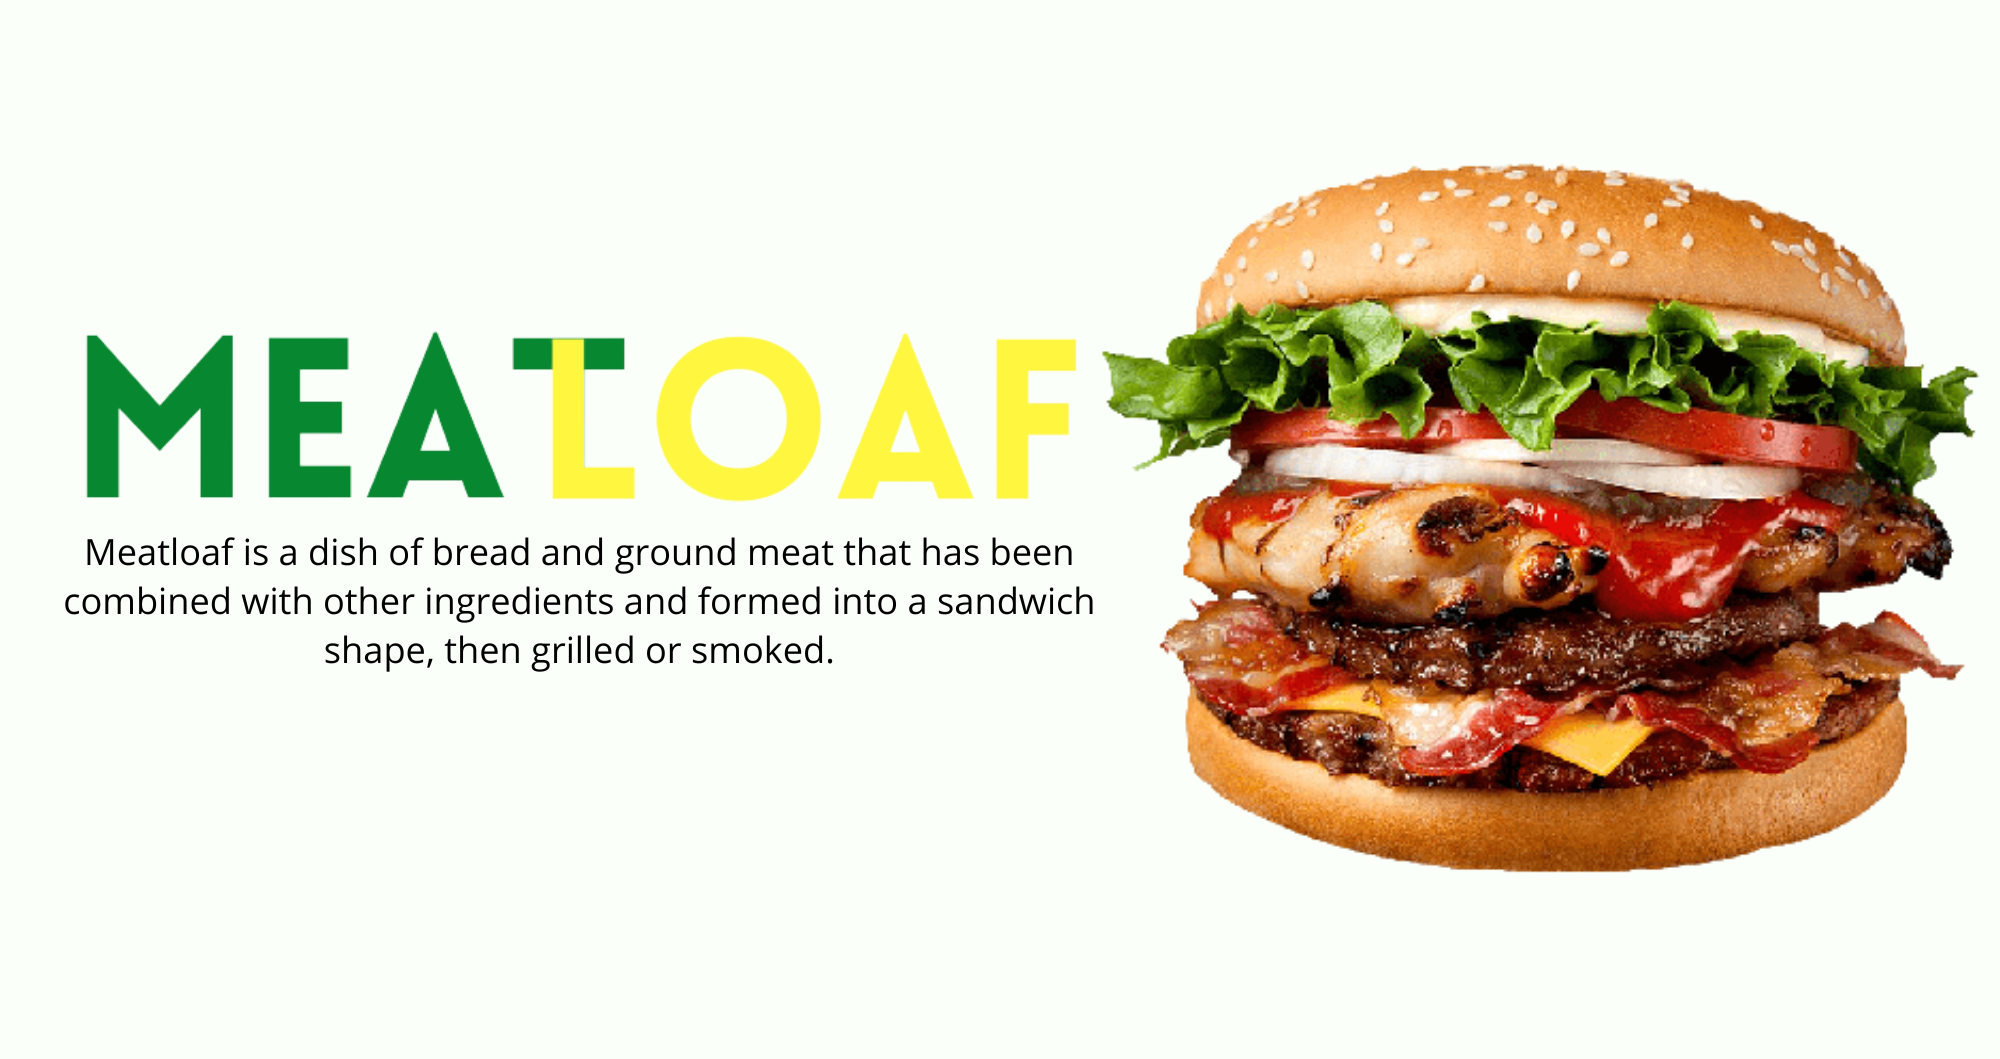 MEATLOAF
Meatloaf is a dish of bread and ground meat that has been
combined with other ingredients and formed into a sandwich
shape, then grilled or smoked.